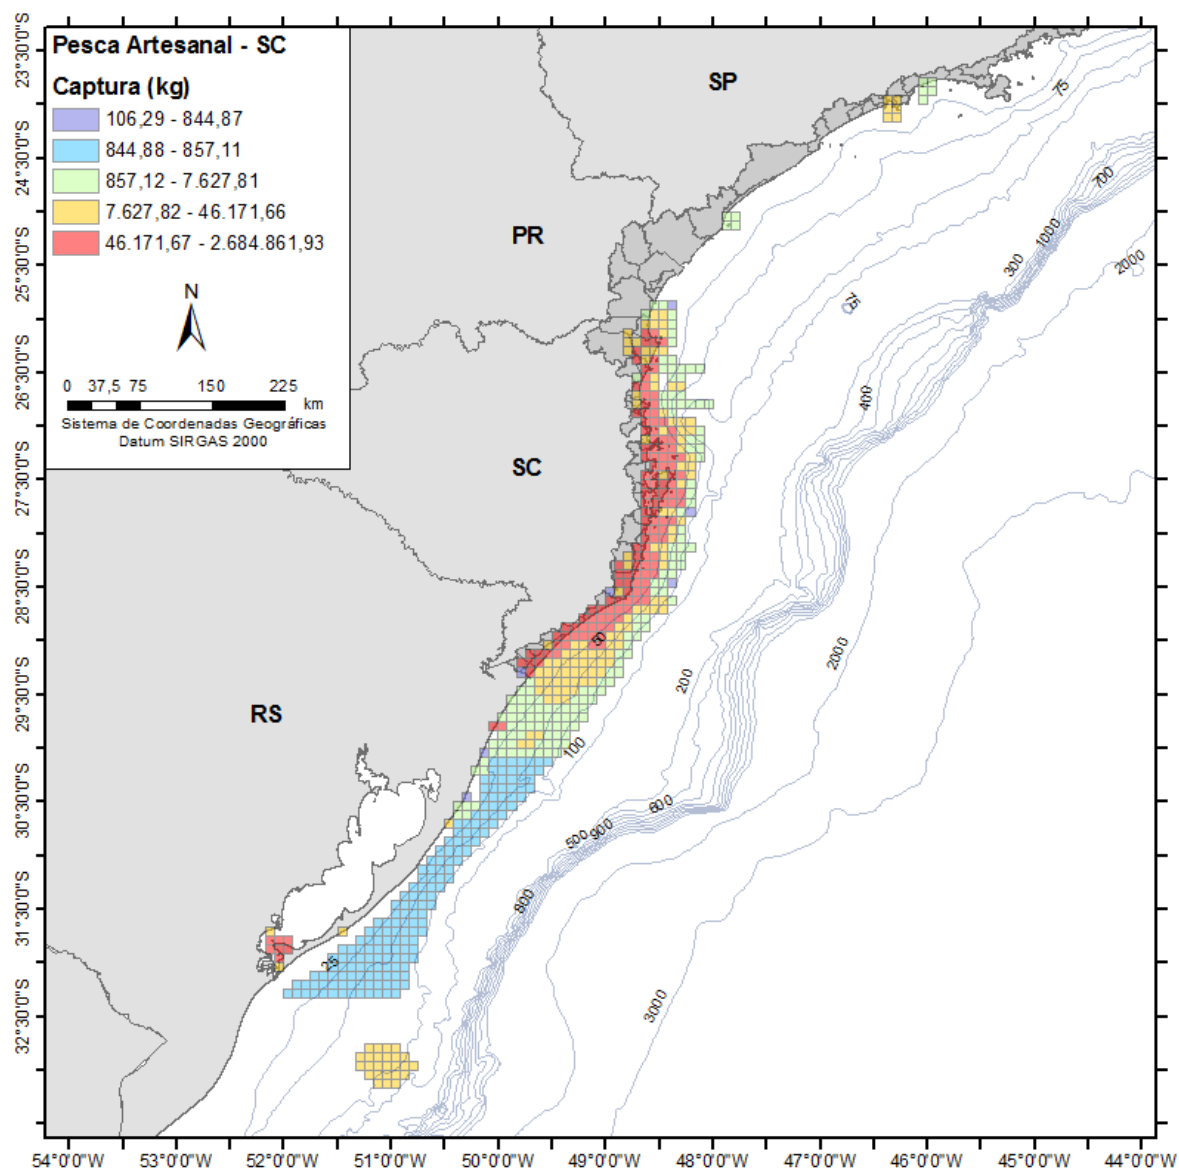 Pesca Artesanal - SC
Captura (kg)
106,29 - 844,87
844,88 - 857,11
857,12 - 7.627,81
7.627,82 - 46.171,66
46.171,67 - 2.684.861,93
N
0 37,5 75 150 225
km
Sistema de Coordenadas Geográficas
Datum SIRGAS 2000
SP
PR
SC
RS
75
700
1000
300
2000
75
400
50
200
2000
100
600
900
500
800
25
3000
23°30'0"S
24°30'0"S
25°30'0"S
26°30'0"S
27°30'0"S
28°30'0"S
29°30'0"S
30°30'0"S
31°30'0"S
32°30'0"S
54°0'0"W 53°0'0"W 52°0'0"W 51°0'0"W 50°0'0"W 49°0'0"W 48°0'0"W 47°0'0"W 46°0'0"W 45°0'0"W 44°0'0"W